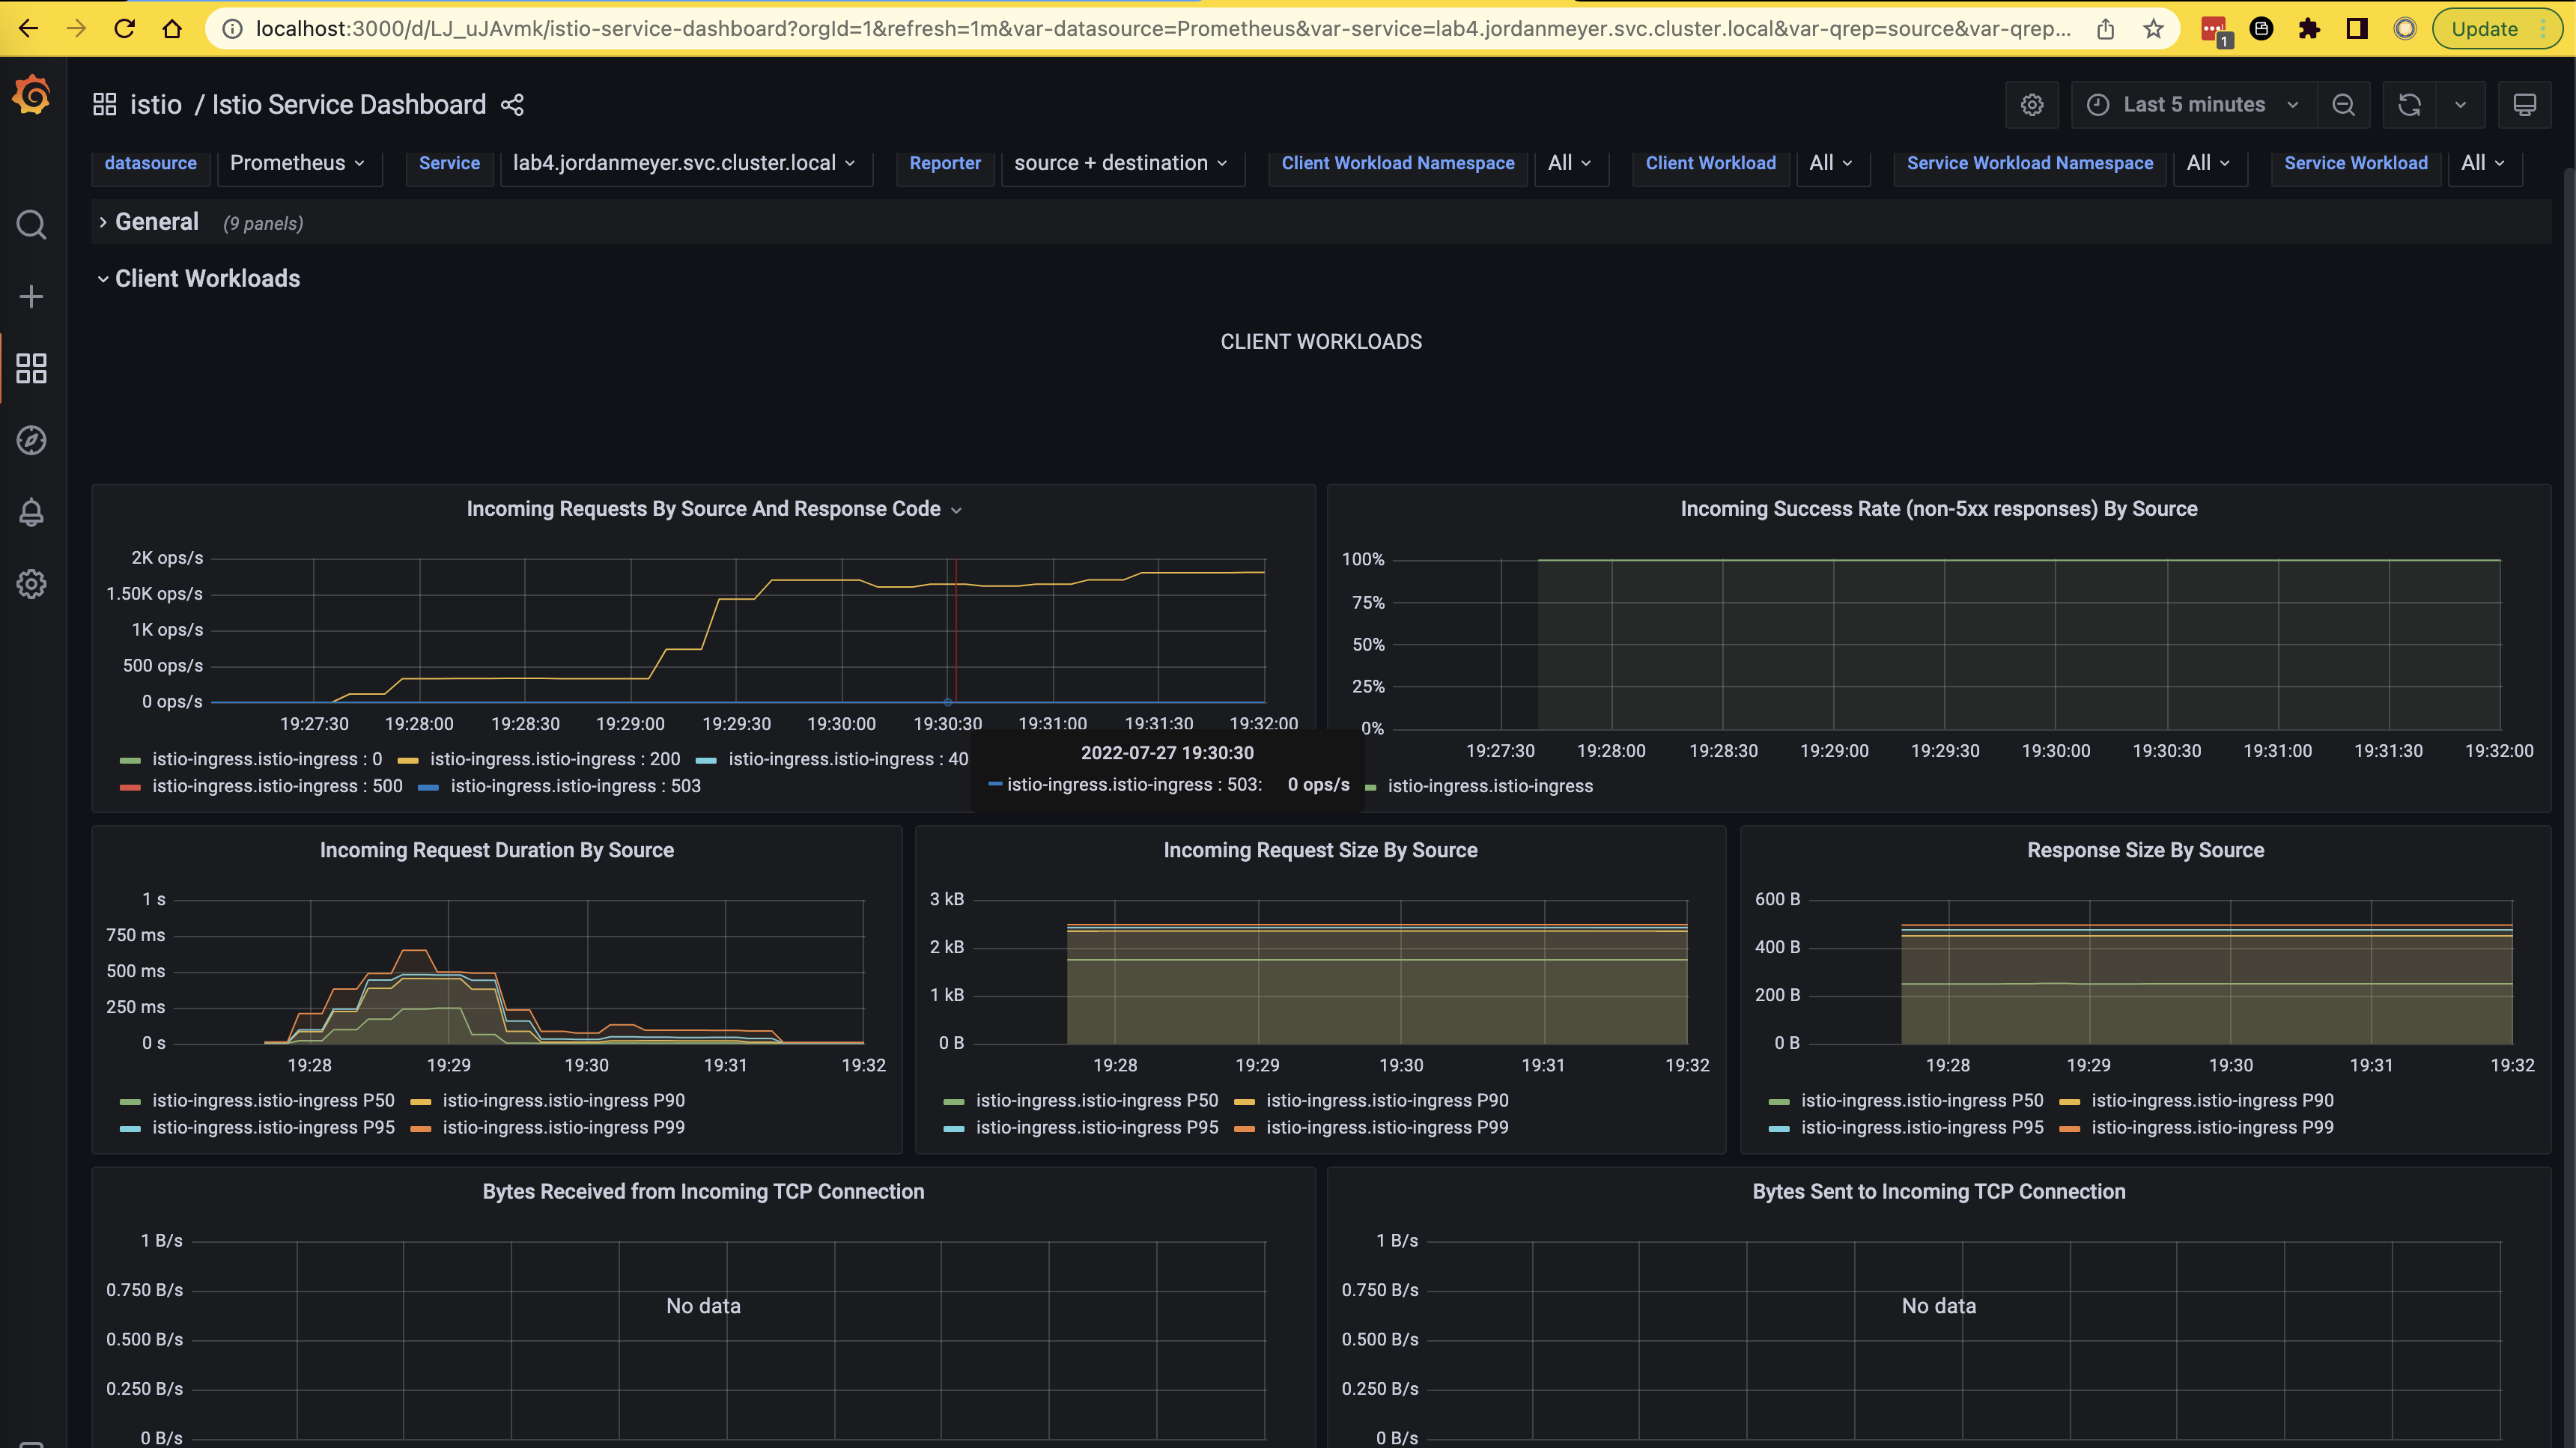 localhost:3000/d/LJ_uJAvmk/istio-service-dashboard?orgId=1&refresh=1m&var-datasource=Prometheus&var-service=lab4.jordanmeyer.svc.cluster.local&var-qrep=source&var-qrep... 1 Update
istio / Istio Service Dashboard Last 5 minutes
datasource Prometheus Service lab4.jordanmeyer.svc.cluster.local Reporter source + destination Client Workload Namespace All Client Workload All Service Workload Namespace All Service Workload All
General (9 panels)
Client Workloads
CLIENT WORKLOADS
Incoming Requests By Source And Response Code
2K ops/s
1.50K ops/s
1K ops/s
500 ops/s
0 ops/s
19:27:30 19:28:00 19:28:30 19:29:00 19:29:30 19:30:00 19:30:30 19:31:00 19:31:30 19:32:00
istio-ingress.istio-ingress : 0 istio-ingress.istio-ingress : 200 istio-ingress.istio-ingress : 40
istio-ingress.istio-ingress : 500 istio-ingress.istio-ingress : 503
2022-07-27 19:30:30
istio-ingress.istio-ingress : 503: 0 ops/s
Incoming Success Rate (non-5xx responses) By Source
100%
75%
50%
25%
0%
19:27:30 19:28:00 19:28:30 19:29:00 19:29:30 19:30:00 19:30:30 19:31:00 19:31:30 19:32:00
istio-ingress.istio-ingress
Incoming Request Duration By Source
1 s
750 ms
500 ms
250 ms
0 s
19:28 19:29 19:30 19:31 19:32
istio-ingress.istio-ingress P50 istio-ingress.istio-ingress P90
istio-ingress.istio-ingress P95 istio-ingress.istio-ingress P99
Incoming Request Size By Source
3 kB
2 kB
1 kB
0 B
19:28 19:29 19:30 19:31 19:32
istio-ingress.istio-ingress P50 istio-ingress.istio-ingress P90
istio-ingress.istio-ingress P95 istio-ingress.istio-ingress P99
Response Size By Source
600 B
400 B
200 B
0 B
19:28 19:29 19:30 19:31 19:32
istio-ingress.istio-ingress P50 istio-ingress.istio-ingress P90
istio-ingress.istio-ingress P95 istio-ingress.istio-ingress P99
Bytes Received from Incoming TCP Connection
1 B/s
0.750 B/s
0.500 B/s
0.250 B/s
0 B/s
No data
Bytes Sent to Incoming TCP Connection
1 B/s
0.750 B/s
0.500 B/s
0.250 B/s
0 B/s
No data